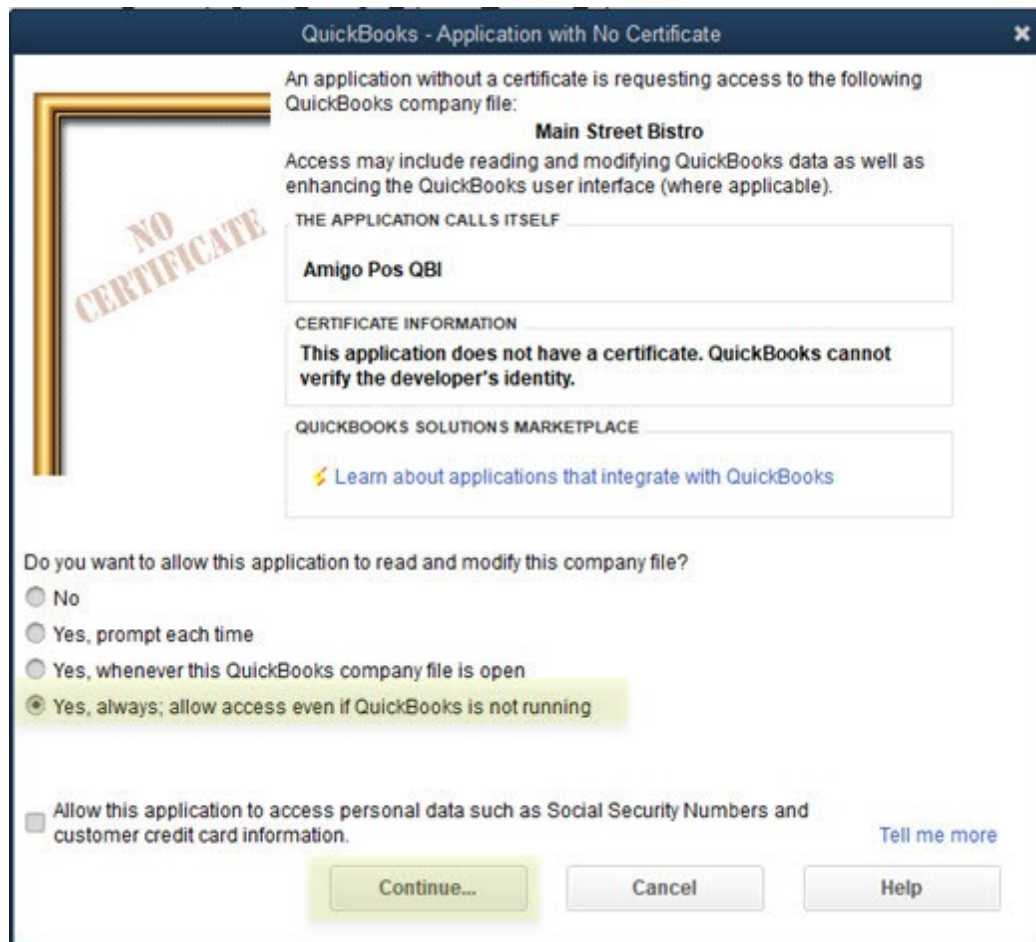 QuickBooks - Application with No Certificate
An application without a certificate is requesting access to the following
QuickBooks company file:
Main Street Bistro
Access may include reading and modifying QuickBooks data as well as
enhancing the QuickBooks user interface (where applicable).
NO
CERTIFICATE
THE APPLICATION CALLS ITSELF
Amigo Pos QBI
CERTIFICATE INFORMATION
This application does not have a certificate. QuickBooks cannot
verify the developer's identity.
QUICKBOOKS SOLUTIONS MARKETPLACE
Learn about applications that integrate with QuickBooks
Do you want to allow this application to read and modify this company file?
No
Yes, prompt each time
Yes, whenever this QuickBooks company file is open
Yes, always; allow access even if QuickBooks is not running
Allow this application to access personal data such as Social Security Numbers and
customer credit card information.
Tell me more
Continue...
Cancel
Help